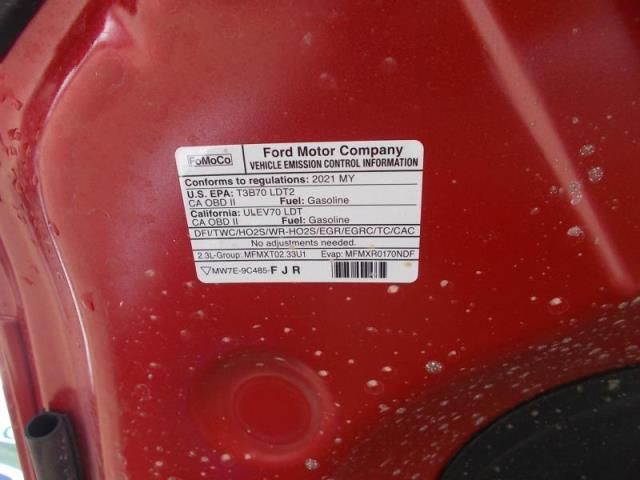 FoMoCo
Ford Motor Company
VEHICLE EMISSION CONTROL INFORMATION
Conforms to regulations: 2021 MY
U.S. EPA: T3B70 LDT2
CA OBD II Fuel: Gasoline
California: ULEV70 LDT
CA OBD II Fuel: Gasoline
DFI/TWC/HO2S/WR-HO2S/EGR/EGRC/TC/CAC
No adjustments needed.
2.3L-Group: MFMXT02.33U1 Evap: MFMXR0170NDF
MW7E-9C485-F J R